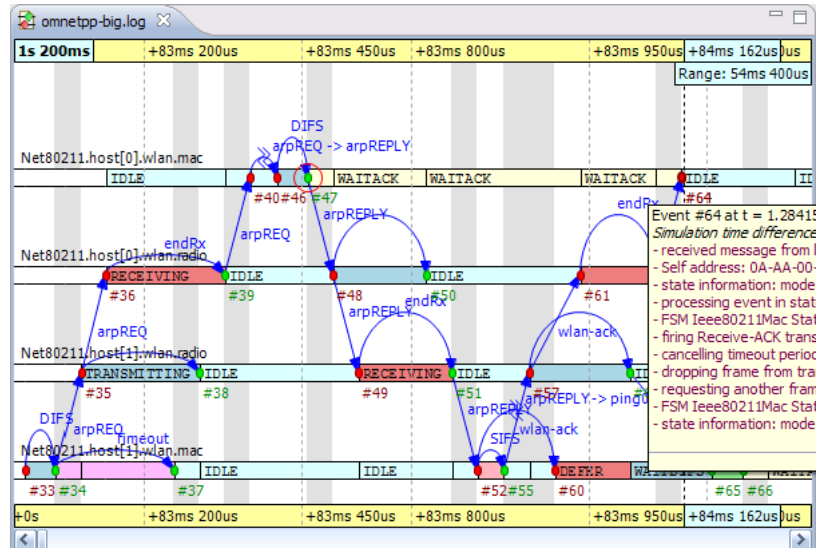 omnetpp-big.log
1s 200ms +83ms 200us +83ms 450us +83ms 800us +83ms 950us +84ms 162us
Range: 54ms 400us
DIFS
arpREQ -> arpREPLY
Net80211.host[0].wlan.mac
IDLE WAITACK WAITACK WAITACK IDLE
#40 #46 #47 #64
arpREPLY endRx
arpREQ
endRx
Net80211.host[0].wlan.radio
RECEIVING IDLE IDLE
#36 #39 #48 #50 #61
endRx
arpREPLY
arpREQ wlan-ack
Net80211.host[1].wlan.radio
TRANSMITTING IDLE RECEIVING IDLE
#35 #38 #49 #51 #57
arpREPLY arpREPLY->
DIFS arpREQ timeout SIFS wlan-ack
Net80211.host[1].wlan.mac
IDLE IDLE DEFER
#33 #34 #37 #52 #55 #60 #65 #66
+0s +83ms 200us +83ms 450us +83ms 800us +83ms 950us +84ms 162us
Event #64 at t = 1.28415
Simulation time difference
- received message from
- Self address: 0A-AA-00-
- state information: mode
- processing event in stat
- FSM Ieee80211Mac Stat
- firing Receive-ACK trans
- cancelling timeout period
- dropping frame from tra
- requesting another fram
- FSM Ieee80211Mac Stat
- state information: mode